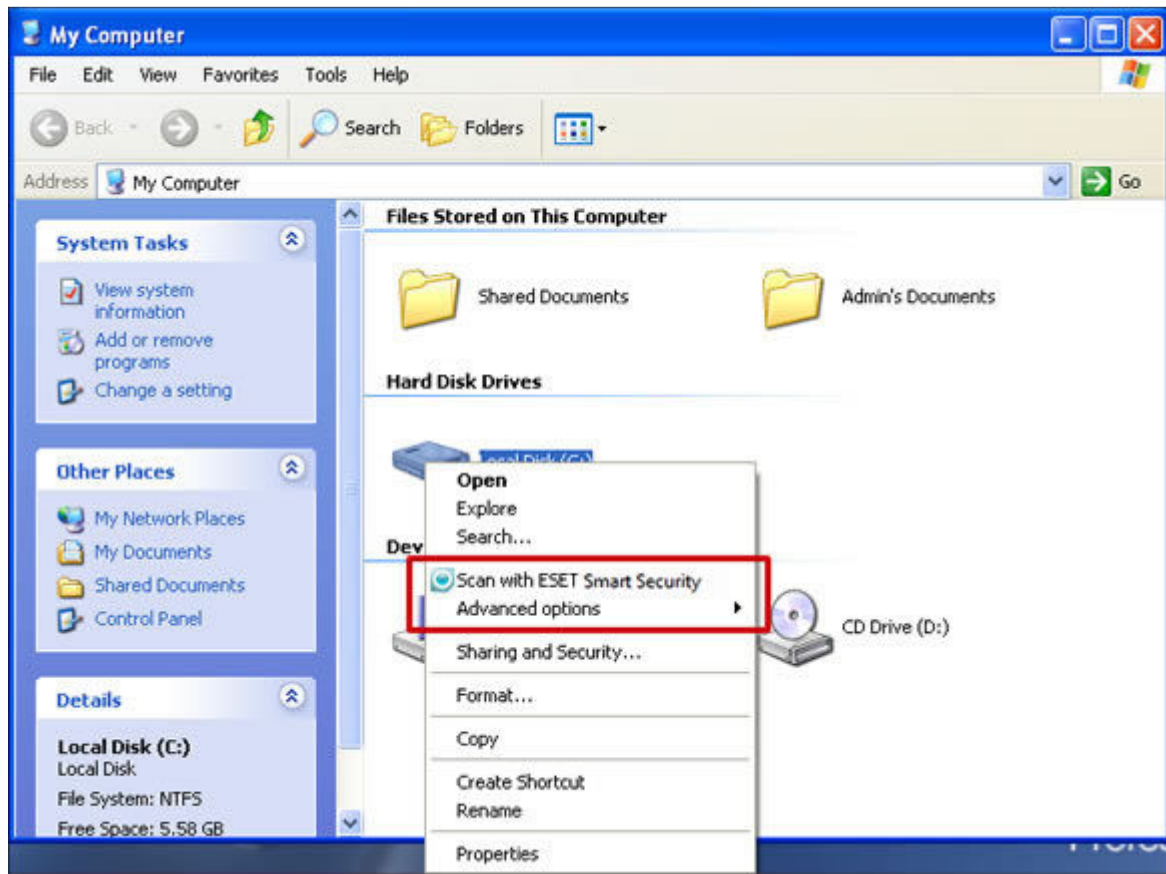 My Computer
File Edit View Favorites Tools Help
Back Search Folders
Address My Computer Go
System Tasks
View system
information
Add or remove
programs
Change a setting
Other Places
My Network Places
My Documents
Shared Documents
Control Panel
Details
Local Disk (C:)
Local Disk
File System: NTFS
Free Space: 5.58 GB
Files Stored on This Computer
Shared Documents Admin's Documents
Hard Disk Drives
Local Disk (C:)
Dev
CD Drive (D:)
Open
Explore
Search...
Scan with ESET Smart Security
Advanced options
Sharing and Security...
Format...
Copy
Create Shortcut
Rename
Properties